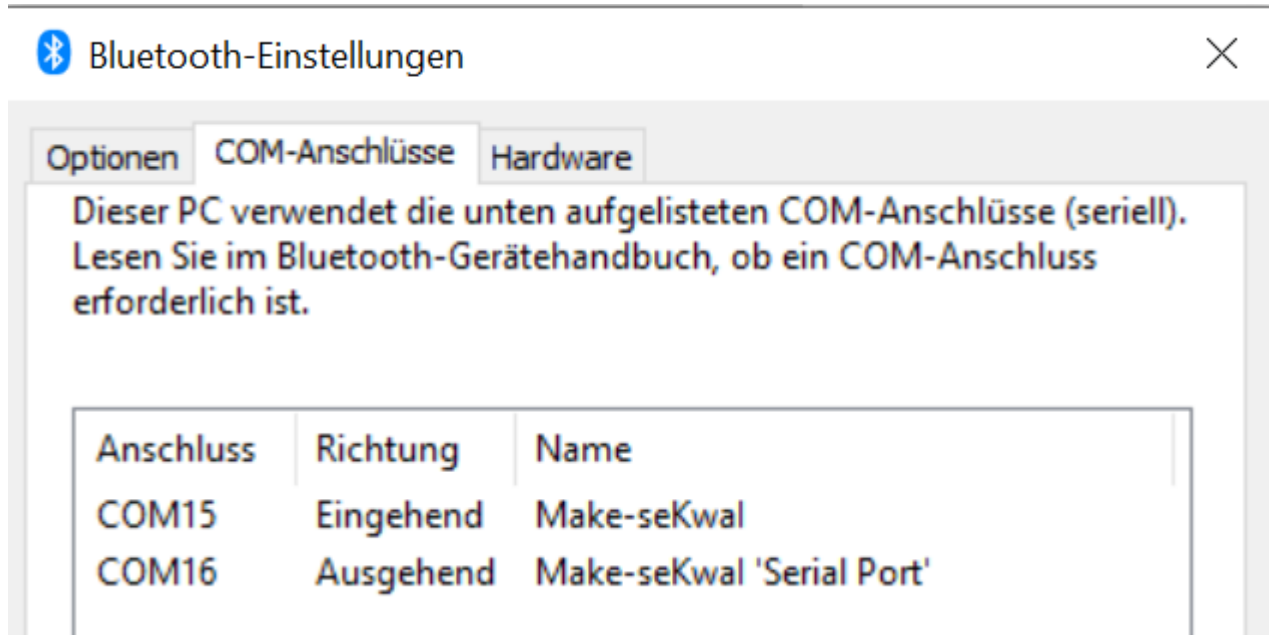 Bluetooth-Einstellungen
Optionen COM-Anschlüsse Hardware
Dieser PC verwendet die unten aufgelisteten COM-Anschlüsse (seriell).
Lesen Sie im Bluetooth-Gerätehandbuch, ob ein COM-Anschluss
erforderlich ist.
Anschluss Richtung Name
COM15 Eingehend Make-seKwal
COM16 Ausgehend Make-seKwal 'Serial Port'